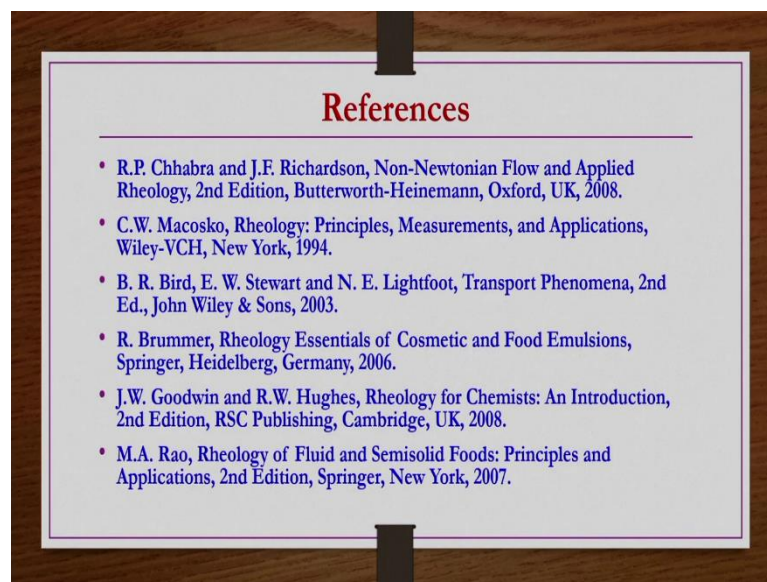 References
• R.P. Chhabra and J.F. Richardson, Non-Newtonian Flow and Applied
Rheology, 2nd Edition, Butterworth-Heinemann, Oxford, UK, 2008.
• C.W. Macosko, Rheology: Principles, Measurements, and Applications,
Wiley-VCH, New York, 1994.
• B. R. Bird, E. W. Stewart and N. E. Lightfoot, Transport Phenomena, 2nd
Ed., John Wiley & Sons, 2003.
• R. Brummer, Rheology Essentials of Cosmetic and Food Emulsions,
Springer, Heidelberg, Germany, 2006.
• J.W. Goodwin and R.W. Hughes, Rheology for Chemists: An Introduction,
2nd Edition, RSC Publishing, Cambridge, UK, 2008.
• M.A. Rao, Rheology of Fluid and Semisolid Foods: Principles and
Applications, 2nd Edition, Springer, New York, 2007.